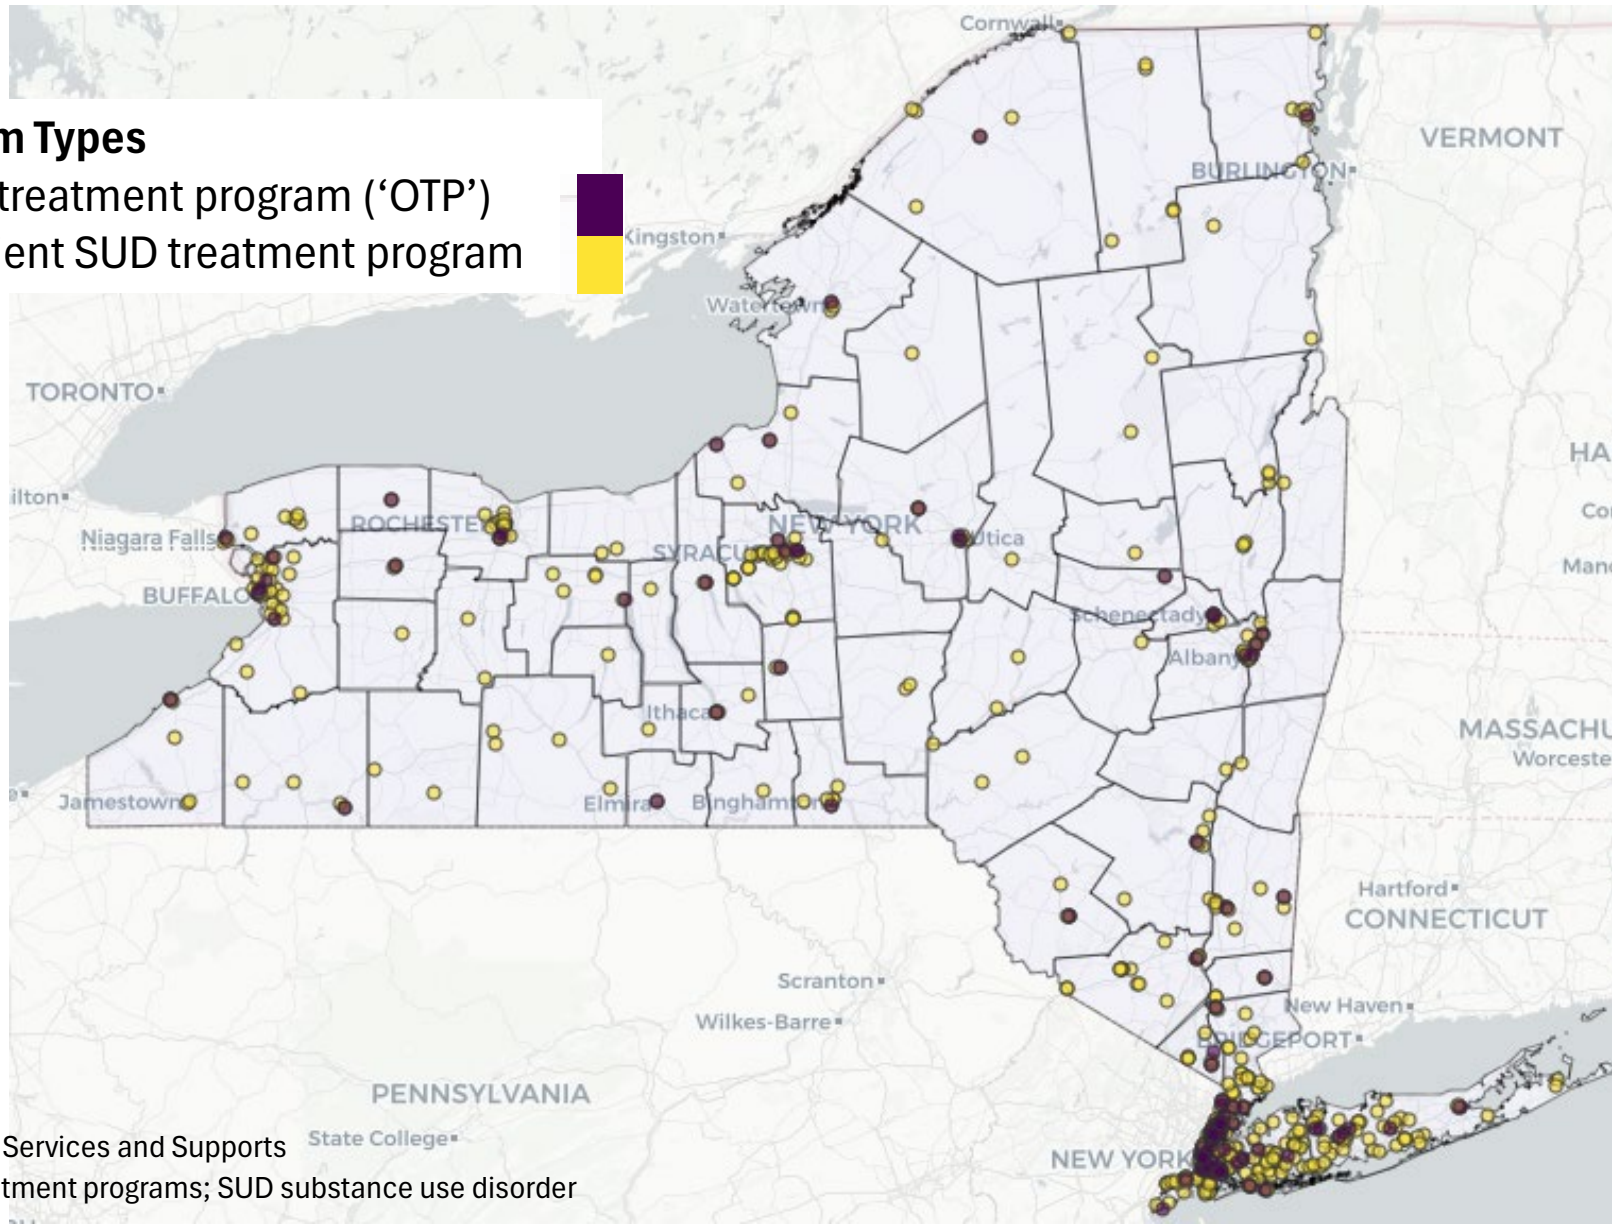 Cornwall
m Types
treatment program (‘OTP’)
ent SUD treatment program
VERMONT
BURLINGTON
Kingston
Watertown
TORONTO
HA
ilton
NEW YORK
ROCHESTE
Niagara Falls
Utica
SYRACU
Co
Manc
BUFFALO
Schenectady
Albany
Ithaca
MASSACHU
Worceste
Jamestown
Elmira
Binghamton
Hartford
CONNECTICUT
Scranton
New Haven
Wilkes-Barre
BRIDGEPORT
PENNSYLVANIA
Services and Supports
State College
NEW YORK
tment programs; SUD substance use disorder